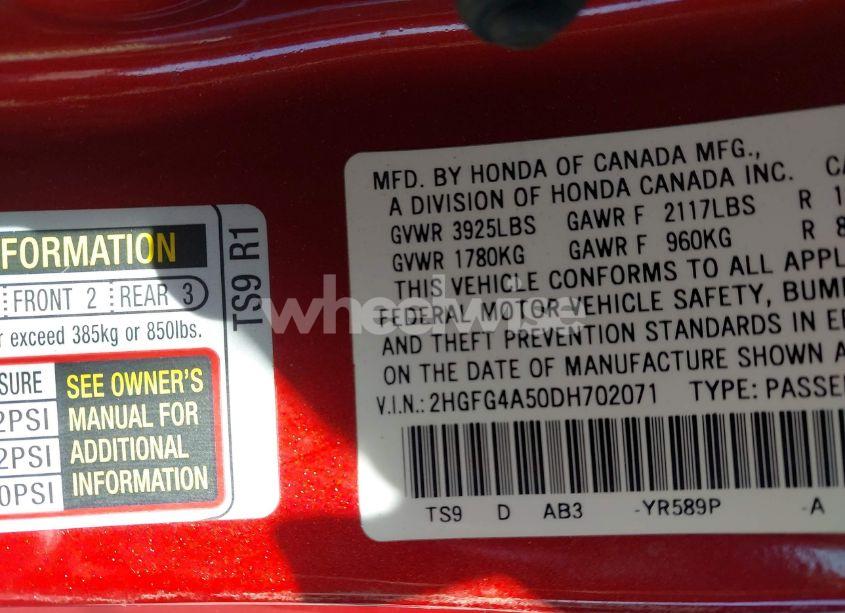 FORMATION
FRONT 2 REAR 3
r exceed 385kg or 850lbs.
SURE
2PSI
2PSI
0PSI
SEE OWNER'S
MANUAL FOR
ADDITIONAL
INFORMATION
TS9 R1
MFD. BY HONDA OF CANADA MFG.,
A DIVISION OF HONDA CANADA INC. CA
GVWR 3925LBS GAWR F 2117LBS R 1
GVWR 1780KG GAWR F 960KG R 8
THIS VEHICLE CONFORMS TO ALL APPL
FEDERAL MOTOR VEHICLE SAFETY, BUMP
AND THEFT PREVENTION STANDARDS IN EF
ON THE DATE OF MANUFACTURE SHOWN A
V.I.N.: 2HGFG4A50DH702071 TYPE: PASSE
TS9 D AB3 -YR589P -A
wheelwise